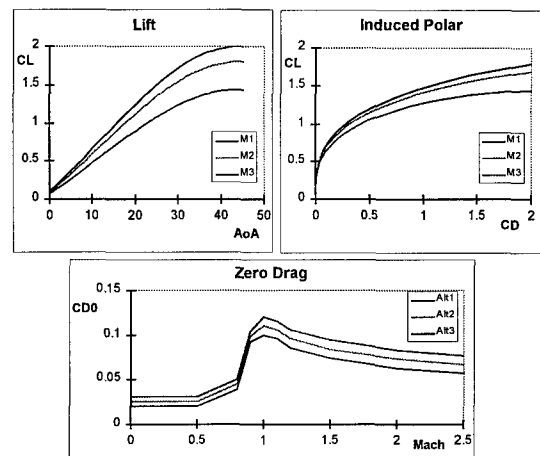 Lift
2
CL
1.5
1
0.5
0
M1
M2
M3
0 10 20 30 40 50
AoA
Induced Polar
2
CL
1.5
1
0.5
0
M1
M2
M3
0 0.5 1 1.5 2
CD
Zero Drag
0.15
CD0
0.1
0.05
0
Alt1
Alt2
Alt3
0 0.5 1 1.5 2 2.5
Mach